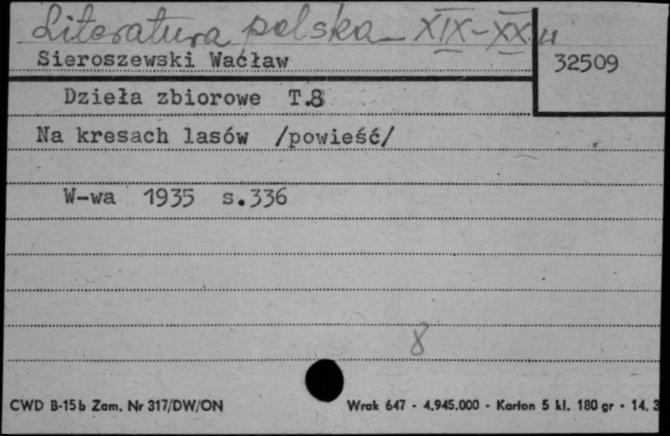 Literatura polska XIX-XX w
Sieroszewski Wacław
32509
Dzieła zbiorowe T.8
Na kresach lasów /powieść/
W-wa 1935 s.336
8
CWD B-15b Zam. Nr 317/DW/ON
Wrak 647 - 4.945.000 - Karton 5 kl. 180 gr - 14. 3